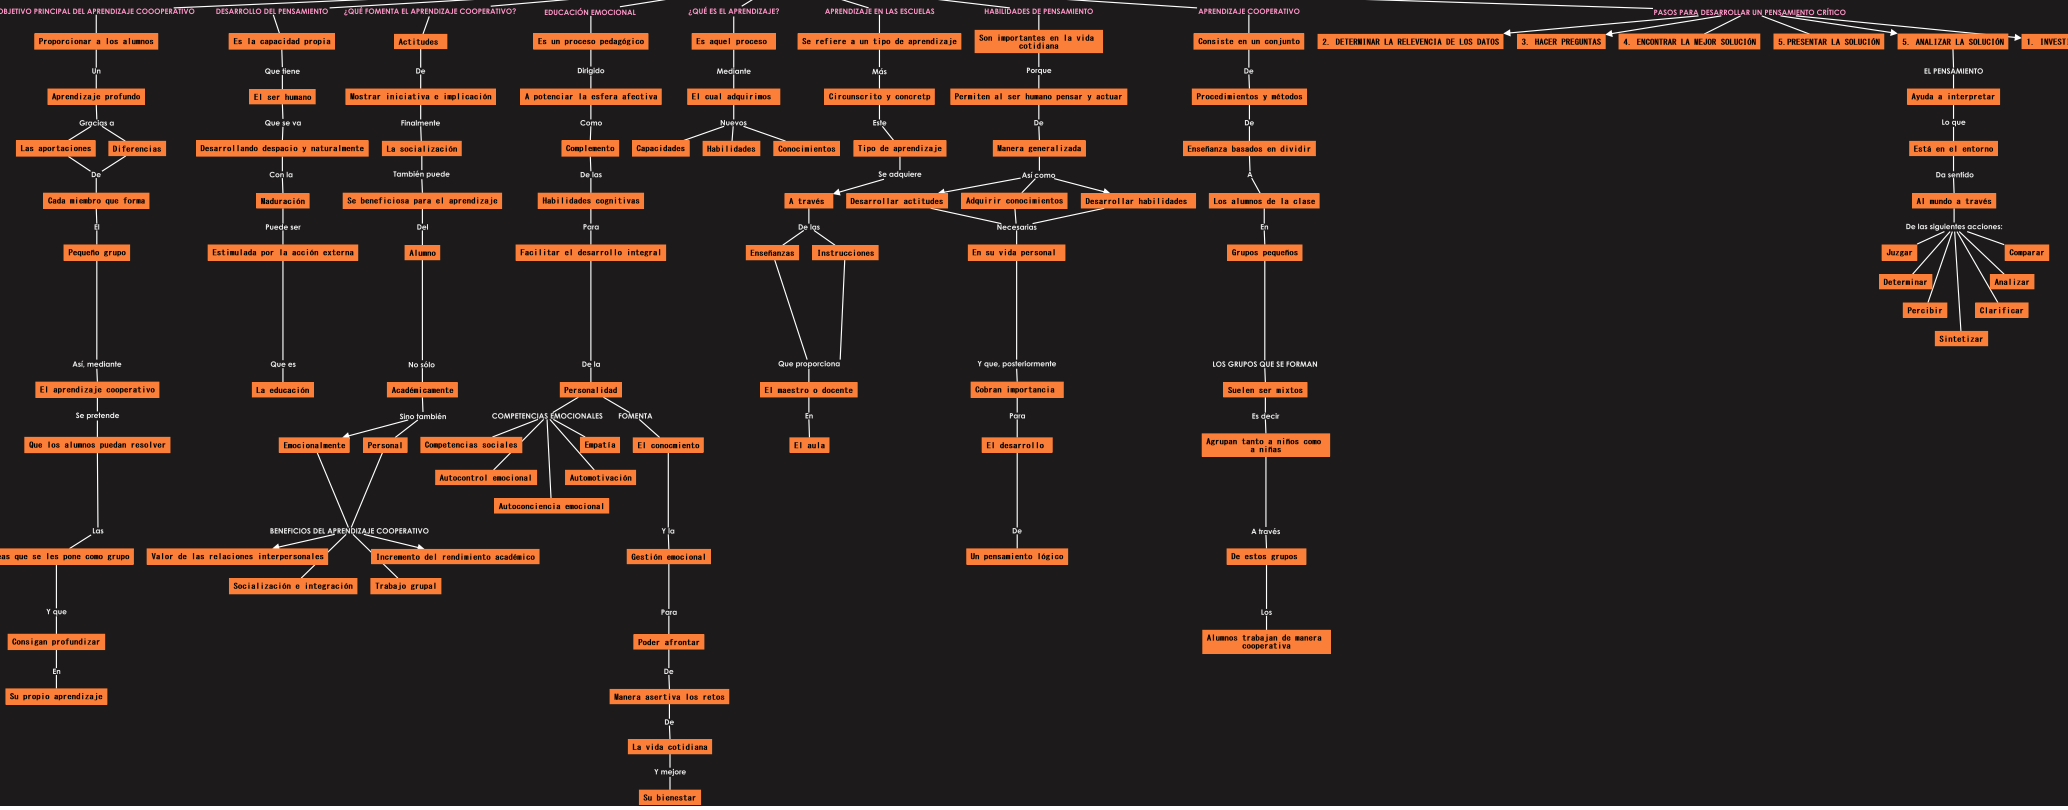 OBJETIVO PRINCIPAL DEL APRENDIZAJE COOOPERATIVO
Proporcionar a los alumnos
Un
Aprendizaje profundo
Gracias a
Las aportaciones
Diferencias
De
Cada miembro que forma
El
Pequeño grupo
Así, mediante
El aprendizaje cooperativo
Se pretende
Que los alumnos puedan resolver
Las
que se les pone como grupo
Y que
Consigan profundizar
En
Su propio aprendizaje
DESARROLLO DEL PENSAMIENTO
Es la capacidad propia
Que tiene
El ser humano
Que se va
Desarrollando despacio y naturalmente
Con la
Maduración
Puede ser
Estimulada por la acción externa
Que es
La educación
¿QUÉ FOMENTA EL APRENDIZAJE COOPERATIVO?
Actitudes
De
Mostrar iniciativa e implicación
Finalmente
La socialización
También puede
Se beneficiosa para el aprendizaje
Del
Alumno
No sólo
Académicamente
Sino también
Emocionalmente
Personal
BENEFICIOS DEL APRENDIZAJE COOPERATIVO
Valor de las relaciones interpersonales
Incremento del rendimiento académico
Socialización e integración
Trabajo grupal
EDUCACIÓN EMOCIONAL
Es un proceso pedagógico
Dirigido
A potenciar la esfera afectiva
Como
Complemento
De las
Habilidades cognitivas
Para
Facilitar el desarrollo integral
De la
Personalidad
COMPETENCIAS EMOCIONALES
FOMENTA
Competencias sociales
Empatía
El conocmiento
Autocontrol emocional
Automotivación
Autoconciencia emocional
Y la
Gestión emocional
Para
Poder afrontar
De
Manera asertiva los retos
De
La vida cotidiana
Y mejore
Su bienestar
¿QUÉ ES EL APRENDIZAJE?
Es aquel proceso
Mediante
El cual adquirimos
Nuevos
Capacidades
Habilidades
Conocimientos
APRENDIZAJE EN LAS ESCUELAS
Se refiere a un tipo de aprendizaje
Más
Circunscrito y concretp
Este
Tipo de aprendizaje
Se adquiere
A través
De las
Enseñanzas
Instrucciones
Que proporciona
El maestro o docente
En
El aula
HABILIDADES DE PENSAMIENTO
Son importantes en la vida
cotidiana
Porque
Permiten al ser humano pensar y actuar
De
Manera generalizada
Así como
Desarrollar actitudes
Adquirir conocimientos
Desarrollar habilidades
Necesarias
En su vida personal
Y que, posteriormente
Cobran importancia
Para
El desarrollo
De
Un pensamiento lógico
APRENDIZAJE COOPERATIVO
Consiste en un conjunto
De
Procedimientos y métodos
De
Enseñanza basados en dividir
A
Los alumnos de la clase
En
Grupos pequeños
LOS GRUPOS QUE SE FORMAN
Suelen ser mixtos
Es decir
Agrupan tanto a niños como
a niñas
A través
De estos grupos
Los
Alumnos trabajan de manera
cooperativa
PASOS PARA DESARROLLAR UN PENSAMIENTO CRÍTICO
2. DETERMINAR LA RELEVENCIA DE LOS DATOS
3. HACER PREGUNTAS
4. ENCONTRAR LA MEJOR SOLUCIÓN
5.PRESENTAR LA SOLUCIÓN
5. ANALIZAR LA SOLUCIÓN
1.
EL PENSAMIENTO
Ayuda a interpretar
Lo que
Está en el entorno
Da sentido
Al mundo a través
De las siguientes acciones:
Juzgar
Comparar
Determinar
Analizar
Percibir
Clarificar
Sintetizar